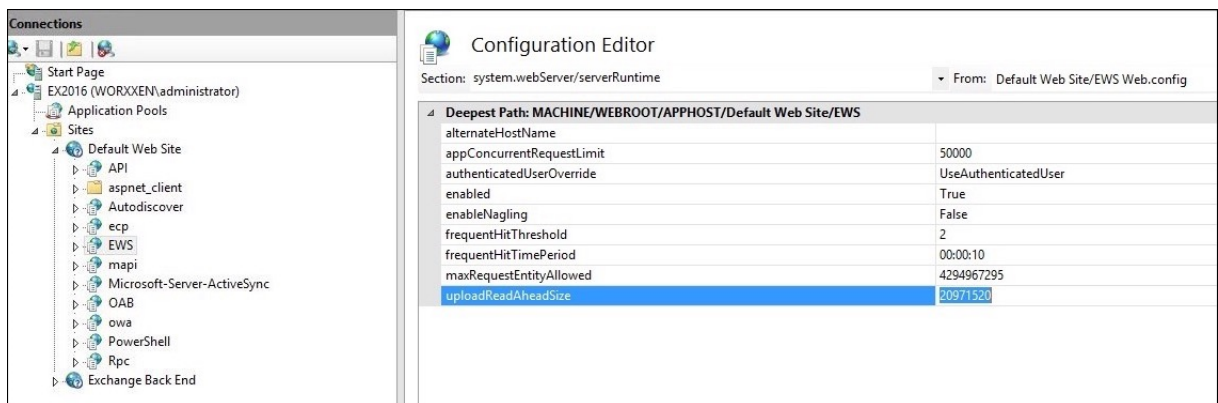 Connections
Start Page
EX2016 (WORXXEN\administrator)
Application Pools
Sites
Default Web Site
API
aspnet_client
Autodiscover
ecp
EWS
mapi
Microsoft-Server-ActiveSync
OAB
owa
PowerShell
Rpc
Exchange Back End
Configuration Editor
Section: system.webServer/serverRuntime From: Default Web Site/EWS Web.config
Deepest Path: MACHINE/WEBROOT/APPHOST/Default Web Site/EWS
alternateHostName
appConcurrentRequestLimit 50000
authenticatedUserOverride UseAuthenticatedUser
enabled True
enableNagling False
frequentHitThreshold 2
frequentHitTimePeriod 00:00:10
maxRequestEntityAllowed 4294967295
uploadReadAheadSize 20971520